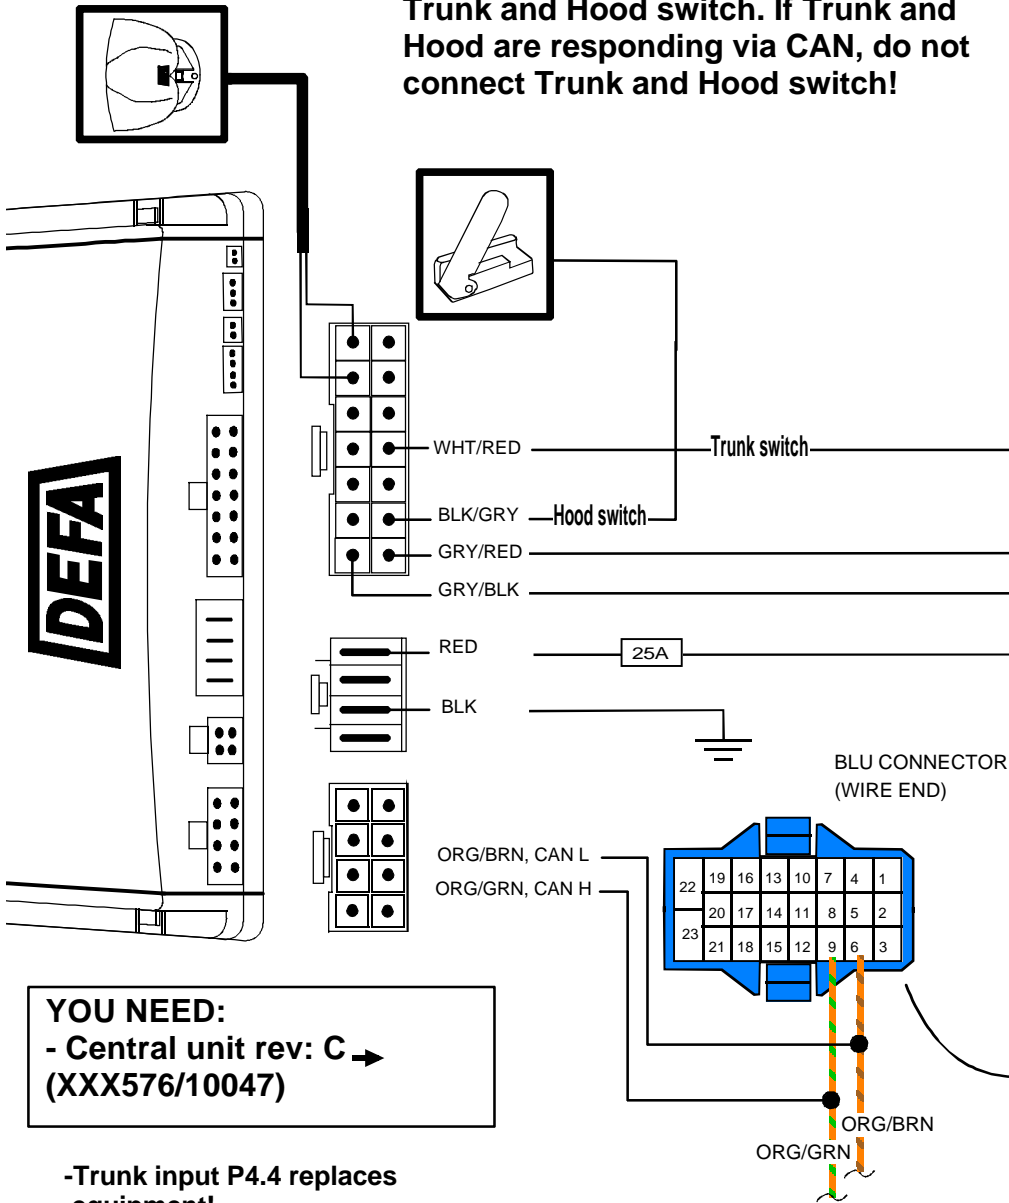 Trunk and Hood switch. If Trunk and
Hood are responding via CAN, do not
connect Trunk and Hood switch!
WHT/RED
Trunk switch
BLK/GRY
Hood switch
GRY/RED
GRY/BLK
DEFA
RED
25A
BLK
BLU CONNECTOR
(WIRE END)
ORG/BRN, CAN L
ORG/GRN, CAN H
22 19 16 13 10 7 4 1
20 17 14 11 8 5 2
23 21 18 15 12 9 6 3
YOU NEED:
- Central unit rev: C
(XXX576/10047)
ORG/BRN
ORG/GRN
-Trunk input P4.4 replaces
equipment!